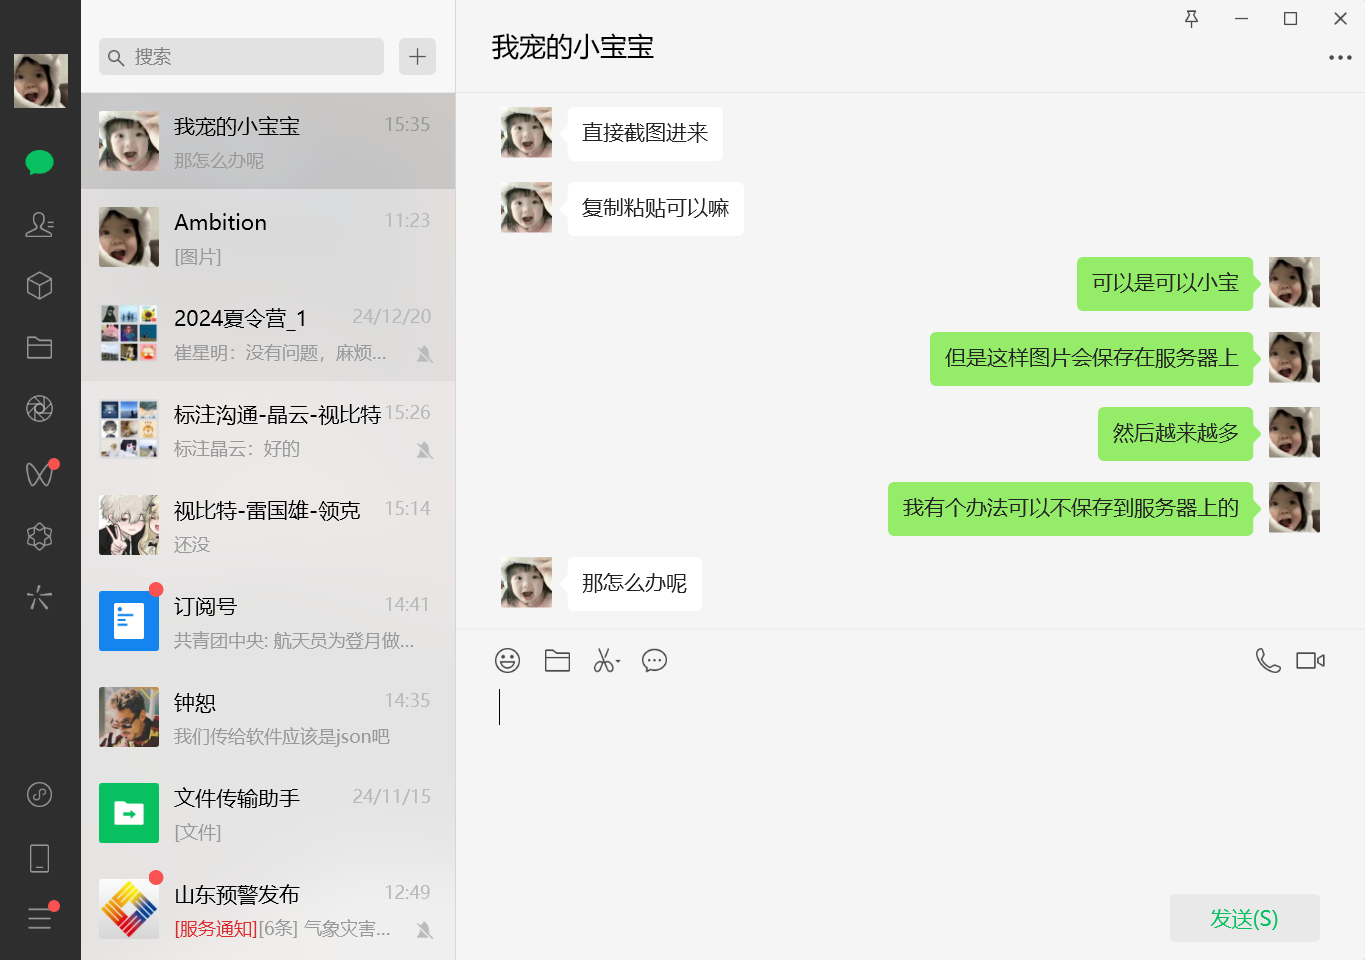 搜索
我宠的小宝宝
15:35
那怎么办呢
Ambition
11:23
[图片]
2024夏令营_1
24/12/20
崔星明：没有问题，麻烦...
标注沟通-晶云-视比特
15:26
标注晶云：好的
视比特-雷国雄-领克
15:14
还没
订阅号
14:41
共青团中央: 航天员为登月做...
钟恕
14:35
我们传给软件应该是json吧
文件传输助手
24/11/15
[文件]
山东预警发布
12:49
[服务通知][6条] 气象灾害...
我宠的小宝宝
直接截图进来
复制粘贴可以嘛
可以是可以小宝
但是这样图片会保存在服务器上
然后越来越多
我有个办法可以不保存到服务器上的
那怎么办呢
发送(S)